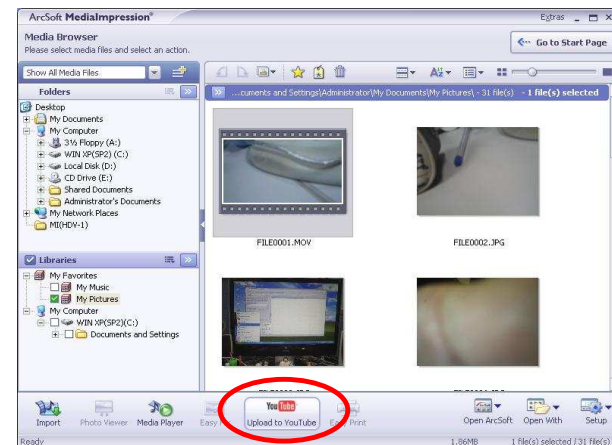 ArcSoft MediaImpression®
Extras
Media Browser
Please select media files and select an action.
Go to Start Page
Show All Media Files
Folders
...cuments and Settings\Administrator\My Documents\My Pictures\ - 31 file(s) - 1 file(s) selected
Desktop
My Documents
My Computer
3½ Floppy (A:)
WIN XP(SP2) (C:)
Local Disk (D:)
CD Drive (E:)
Shared Documents
Administrator's Documents
My Network Places
MI(HDV-1)
FILE0001.MOV
FILE0002.JPG
Libraries
My Favorites
My Music
My Pictures
My Computer
WIN XP(SP2)(C:)
Documents and Settings
You Tube
Import
Photo Viewer
Media Player
Easy
Upload to YouTube
Easy Print
Open ArcSoft
Open With
Setup
Ready
1.86MB
1 file(s) selected / 31 file(s)